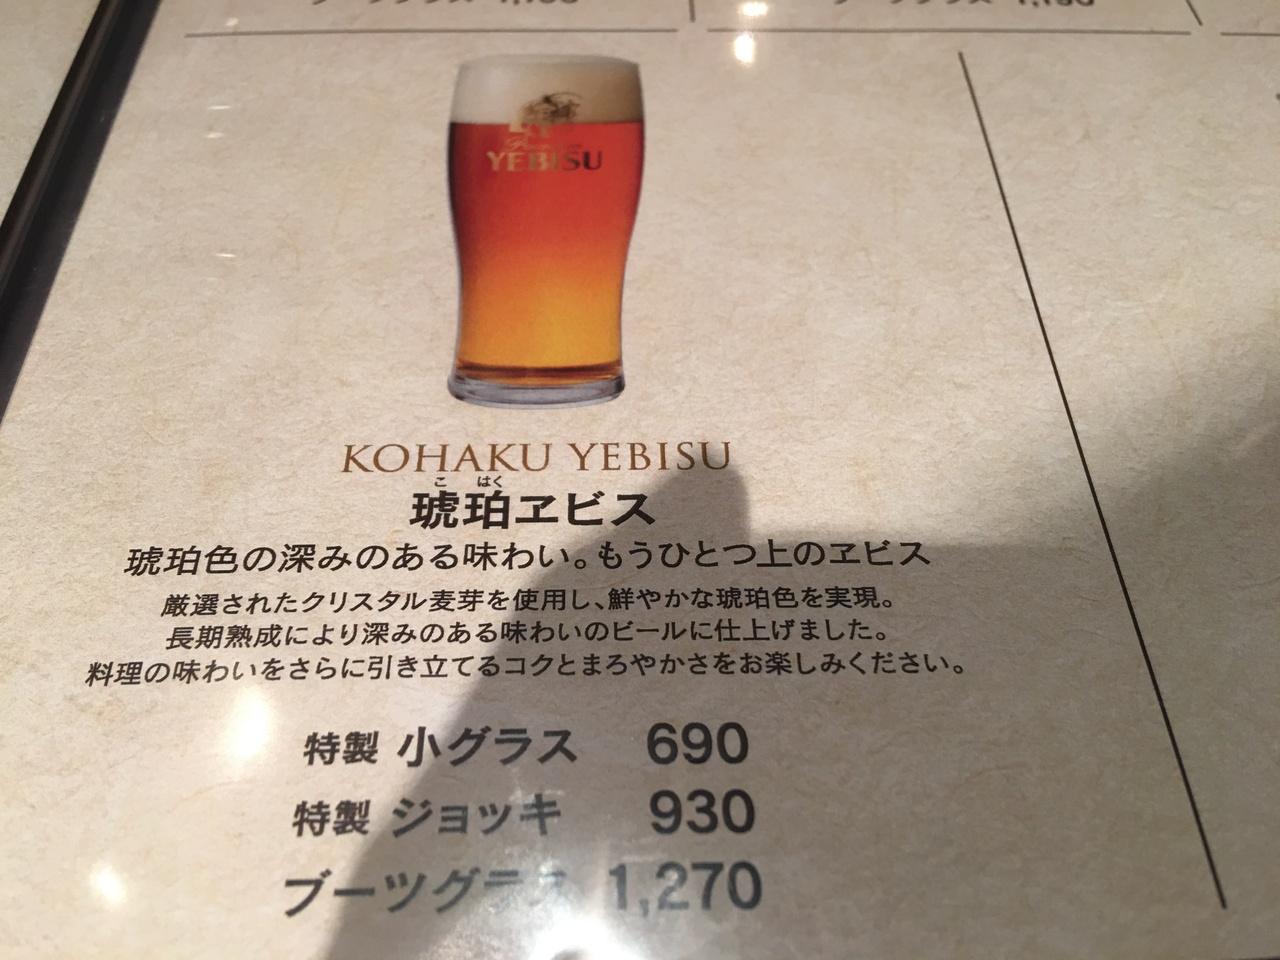 YEBISU
KOHAKU YEBISU
こ はく
琥珀ヱビス
琥珀色の深みのある味わい。もうひとつ上のヱビス
厳選されたクリスタル麦芽を使用し、鮮やかな琥珀色を実現。
長期熟成により深みのある味わいのビールに仕上げました。
料理の味わいをさらに引き立てるコクとまろやかさをお楽しみください。
特製 小グラス 690
特製 ジョッキ 930
ブーツグラス 1,270